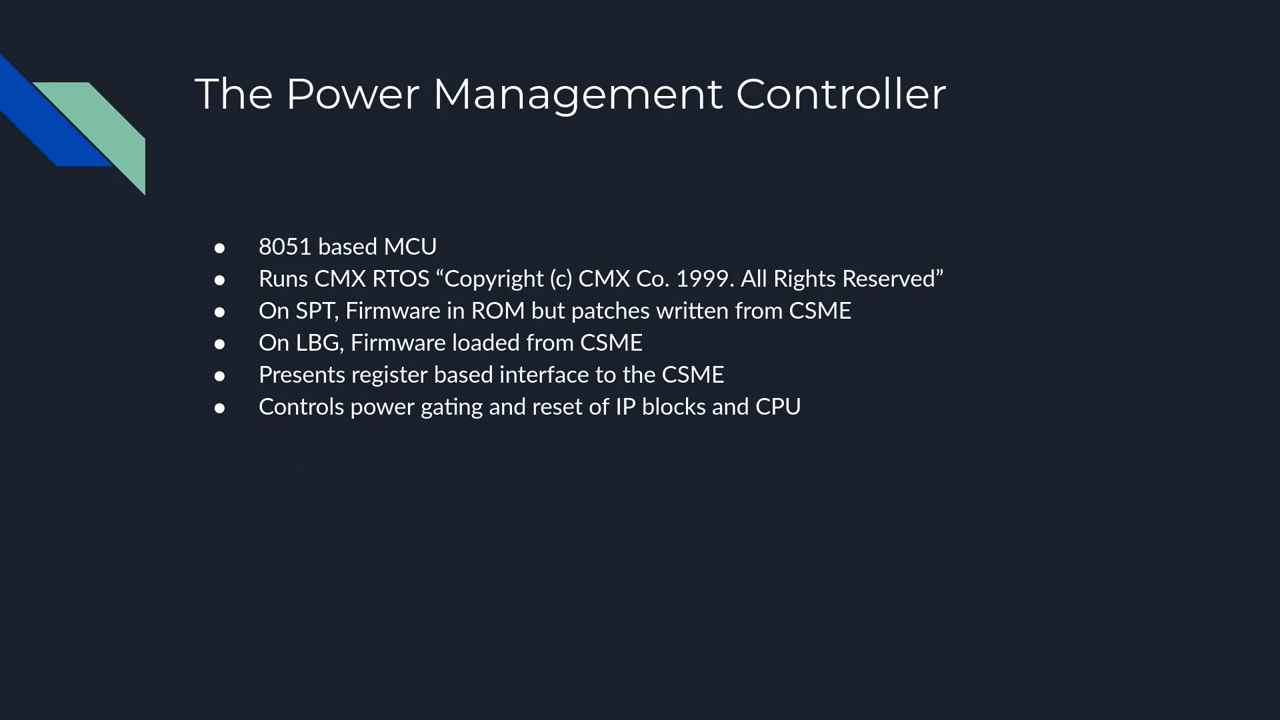 The Power Management Controller
● 8051 based MCU
● Runs CMX RTOS “Copyright (c) CMX Co. 1999. All Rights Reserved”
● On SPT, Firmware in ROM but patches written from CSME
● On LBG, Firmware loaded from CSME
● Presents register based interface to the CSME
● Controls power gating and reset of IP blocks and CPU